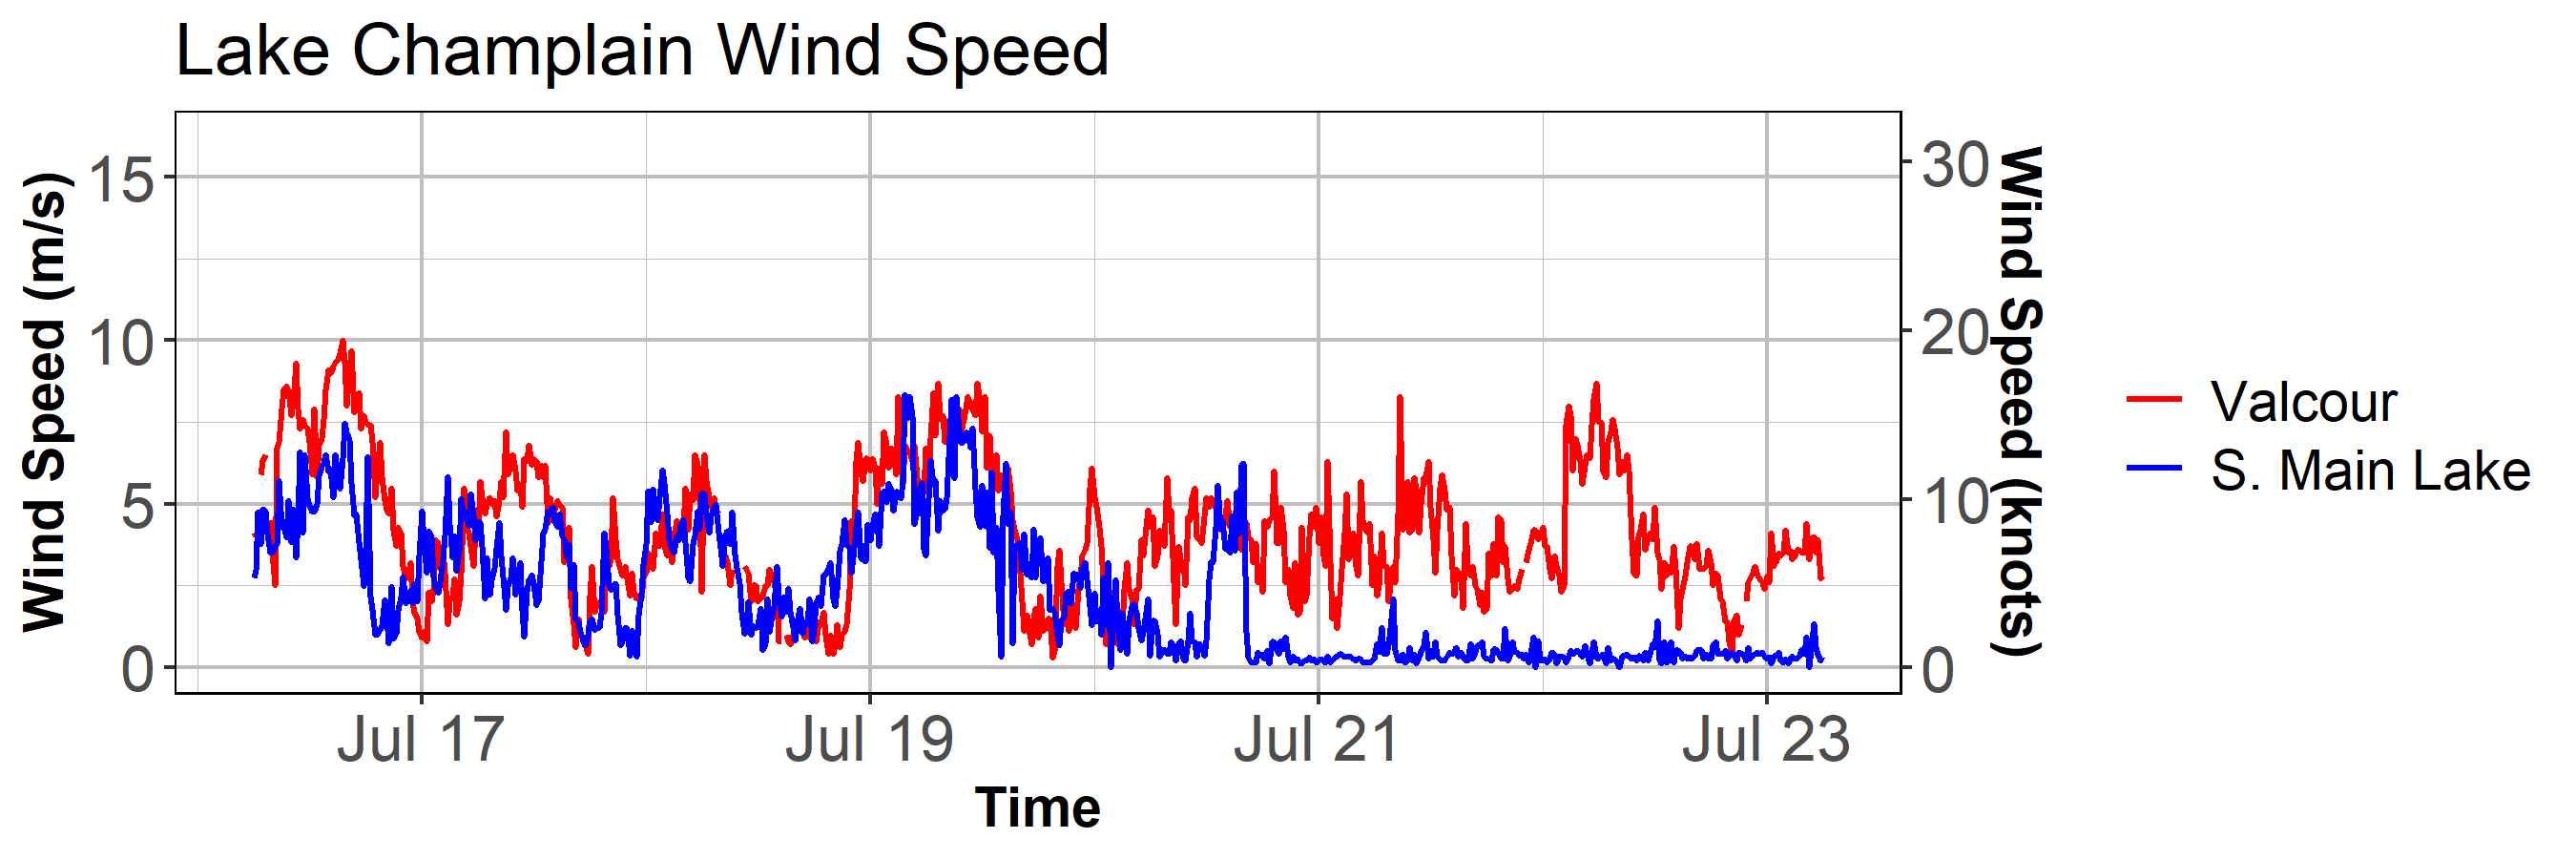 Lake Champlain Wind Speed
Wind Speed (m/s)
15
10
5
0
30
20
10
0
Wind Speed (knots)
Jul 17
Jul 19
Jul 21
Jul 23
Time
Valcour
S. Main Lake